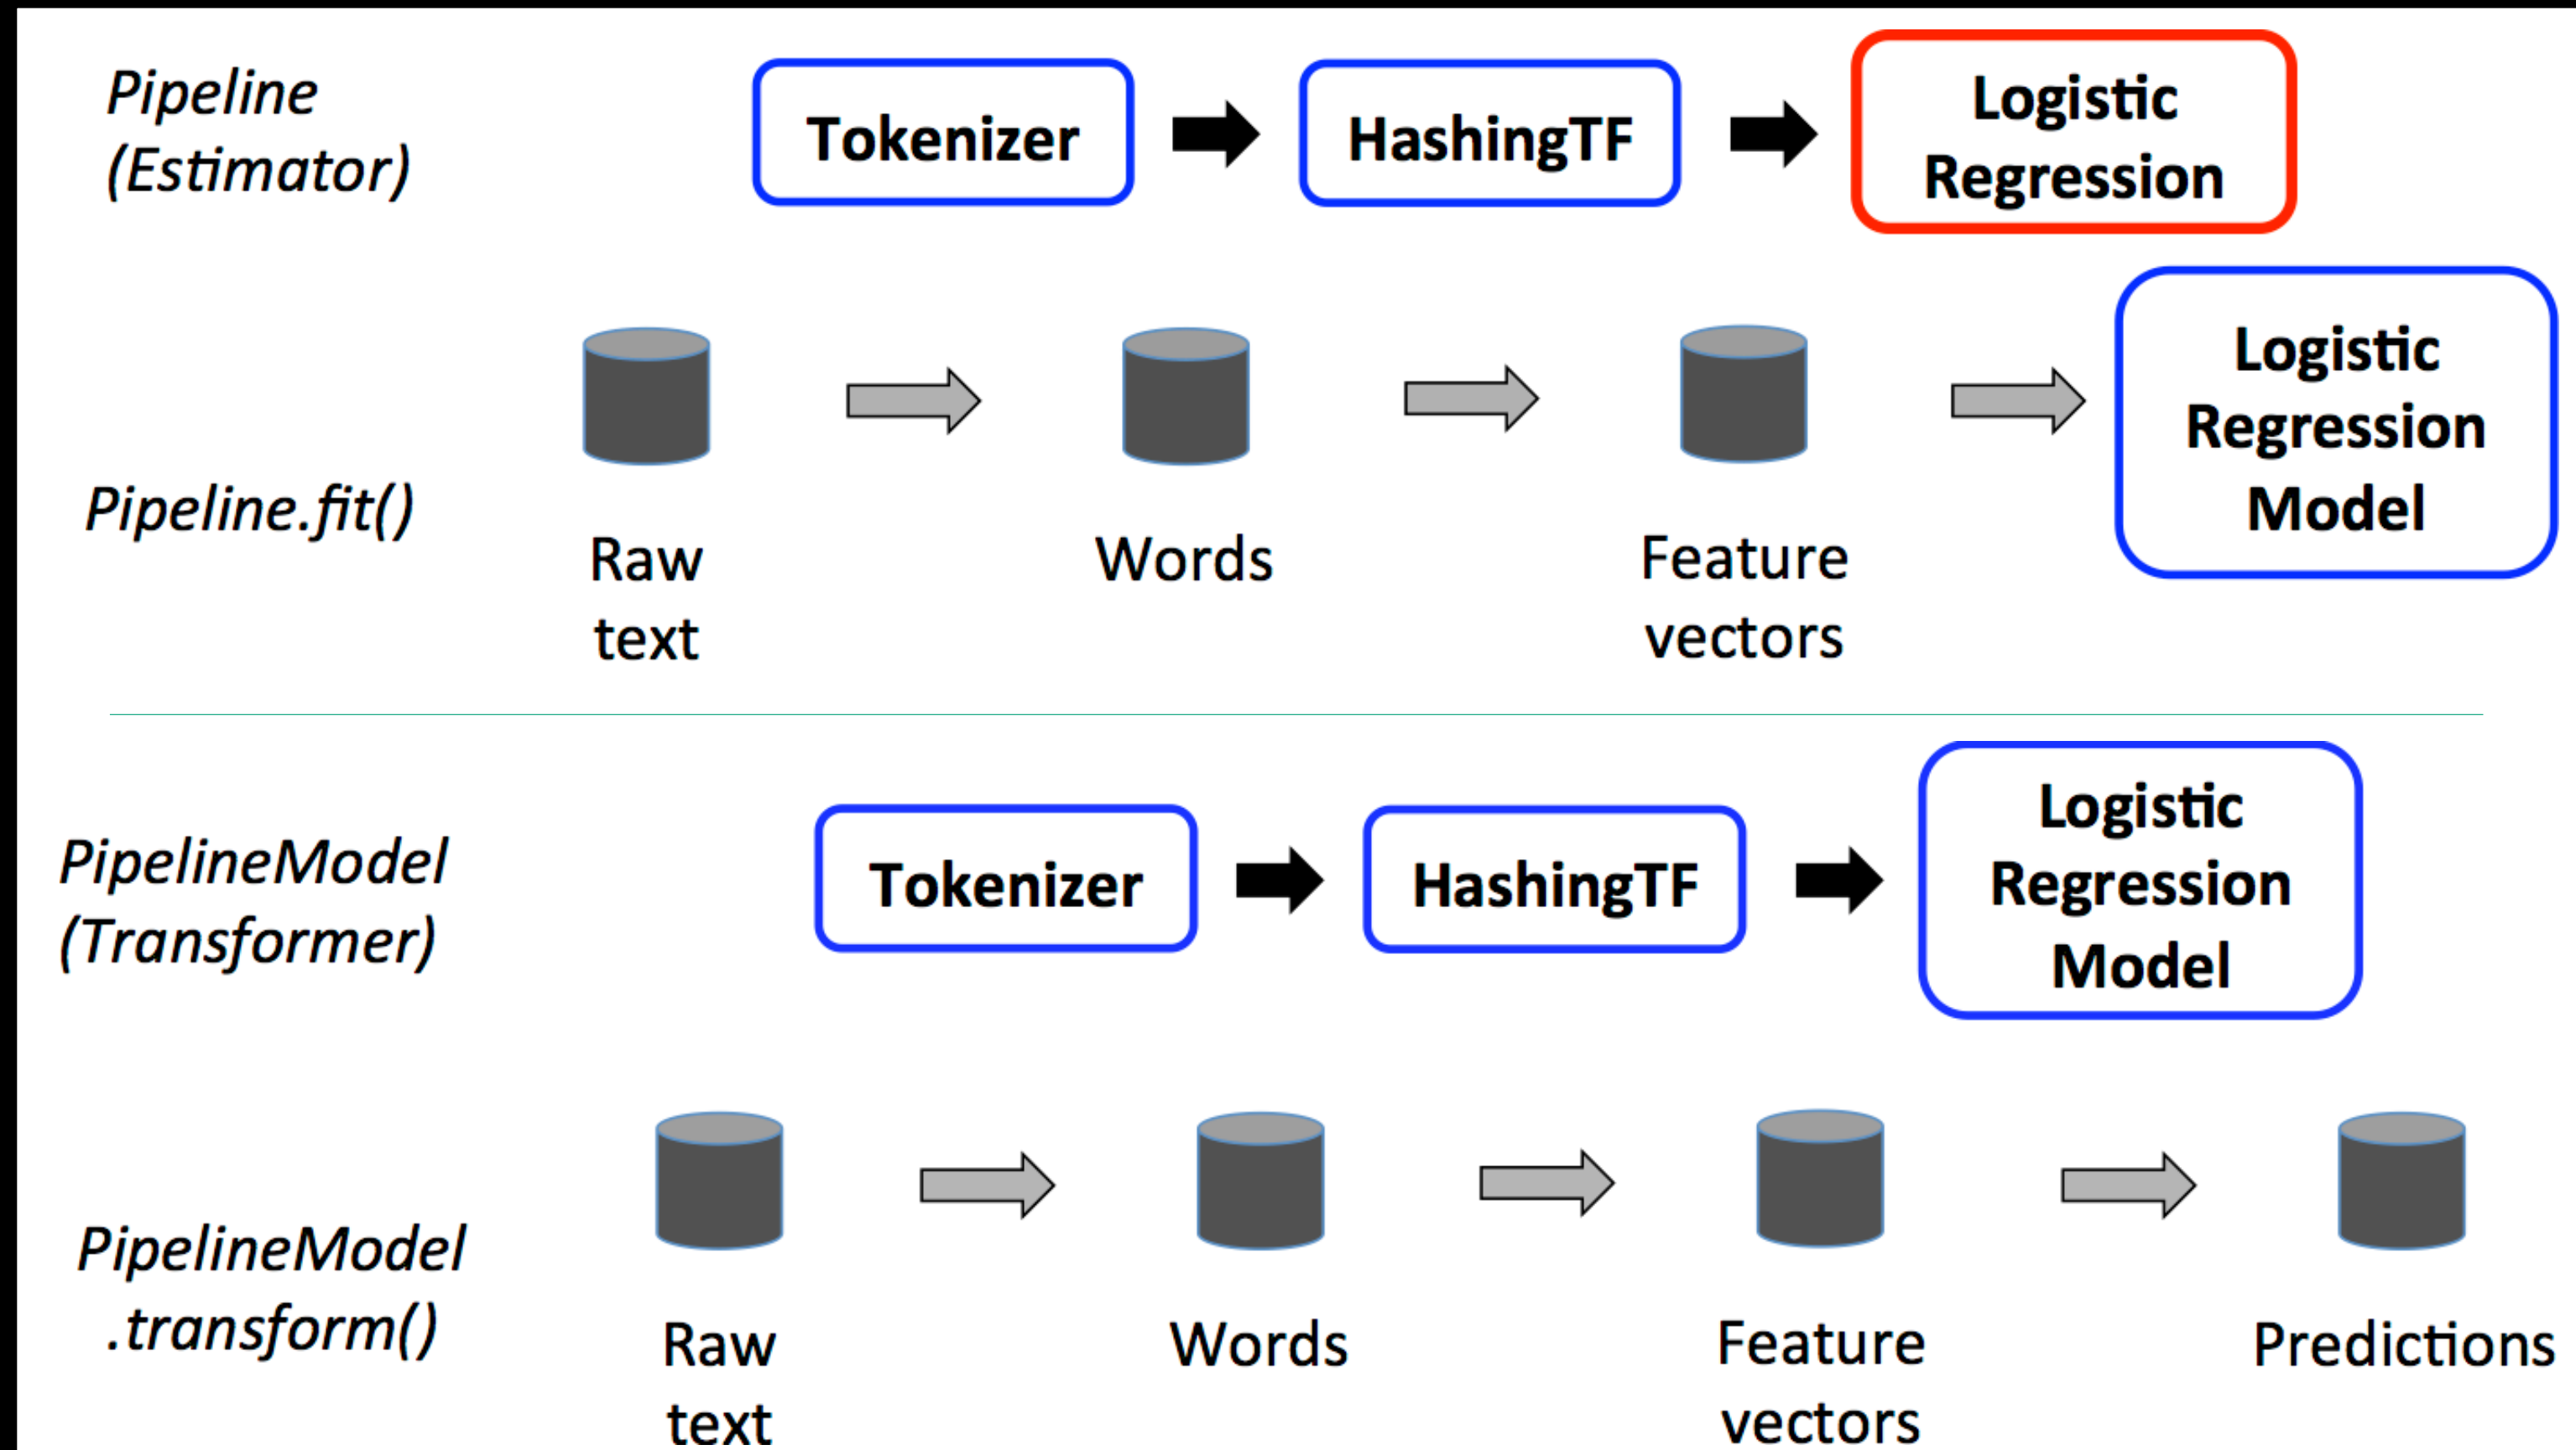 Pipeline
(Estimator)
Tokenizer
HashingTF
Logistic
Regression
Pipeline.fit()
Raw
text
Words
Feature
vectors
Logistic
Regression
Model
PipelineModel
(Transformer)
Tokenizer
HashingTF
Logistic
Regression
Model
PipelineModel
.transform()
Raw
text
Words
Feature
vectors
Predictions